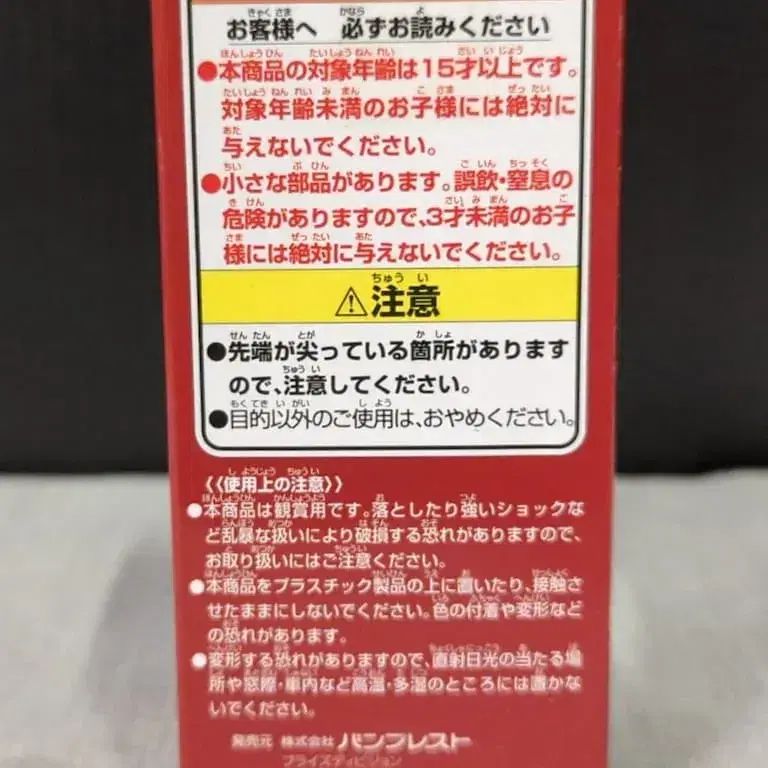 お客様へ 必ずお読みください
●本商品の対象年齢は15才以上です。
対象年齢未満のお子様には絶対に
与えないでください。
●小さな部品があります。誤飲・窒息の
危険がありますので、3才未満のお子
様には絶対に与えないでください。
⚠注意
●先端が尖っている箇所があります
ので、注意してください。
●目的以外のご使用は、おやめください。
《使用上の注意》
●本商品は観賞用です。落としたり強いショックな
ど乱暴な扱いにより破損する恐れがありますので、
お取り扱いにはご注意ください。
●本商品をプラスチック製品の上に置いたり、接触さ
せたままにしないでください。色の付着や変形など
の恐れがあります。
●変形する恐れがありますので、直射日光の当たる場
所や窓際・車内など高温・多湿のところには置かな
いでください。
発売元 株式会社 バンプレスト
プライズディビジョン